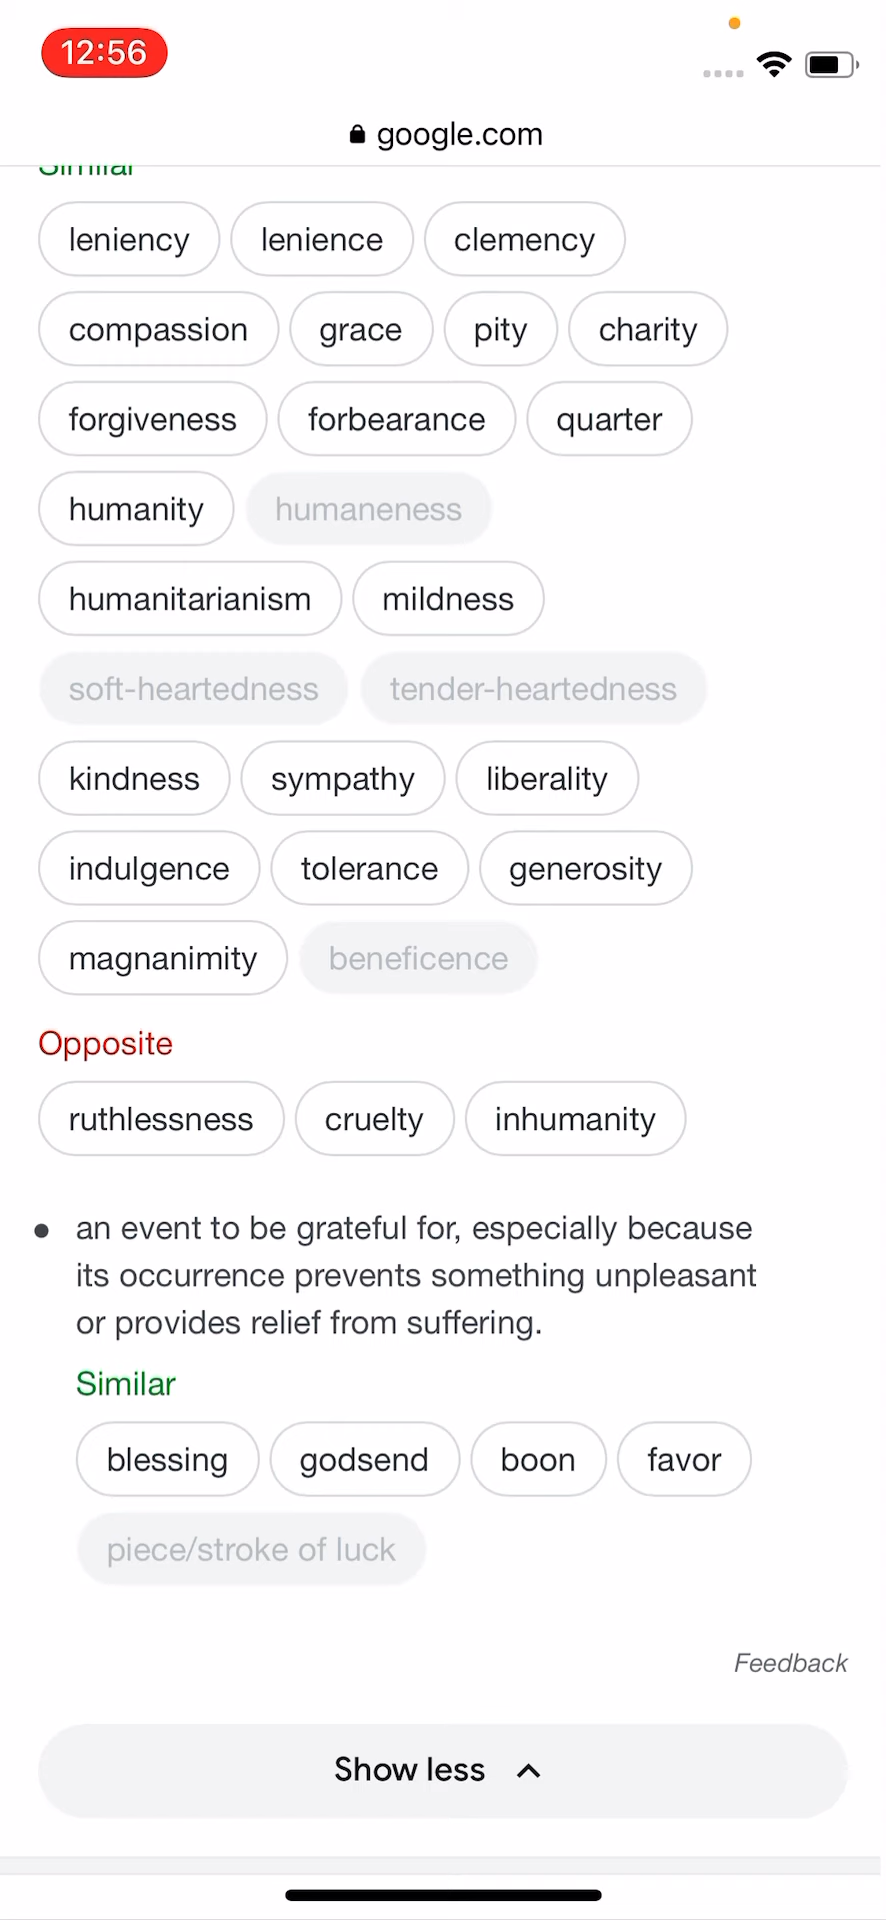 12:56
google.com
Similar
leniency lenience clemency
compassion grace pity charity
forgiveness forbearance quarter
humanity humaneness
humanitarianism mildness
soft-heartedness tender-heartedness
kindness sympathy liberality
indulgence tolerance generosity
magnanimity beneficence
Opposite
ruthlessness cruelty inhumanity
• an event to be grateful for, especially because
its occurrence prevents something unpleasant
or provides relief from suffering.
Similar
blessing godsend boon favor
piece/stroke of luck
Feedback
Show less